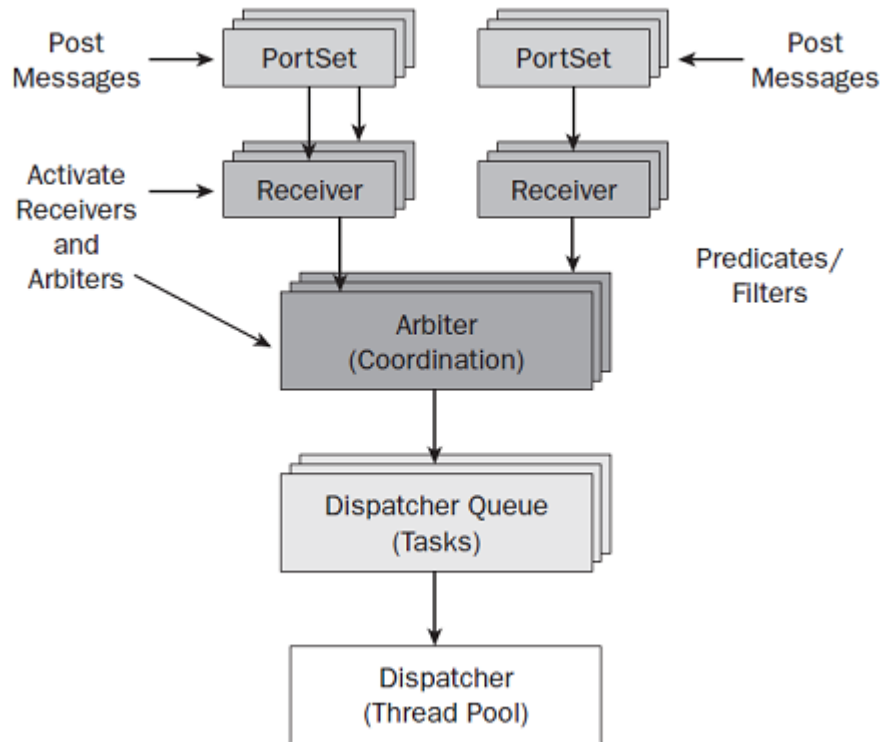 Post
Messages
PortSet
PortSet
Post
Messages
Activate
Receivers
and
Arbiters
Receiver
Receiver
Predicates/
Filters
Arbiter
(Coordination)
Dispatcher Queue
(Tasks)
Dispatcher
(Thread Pool)